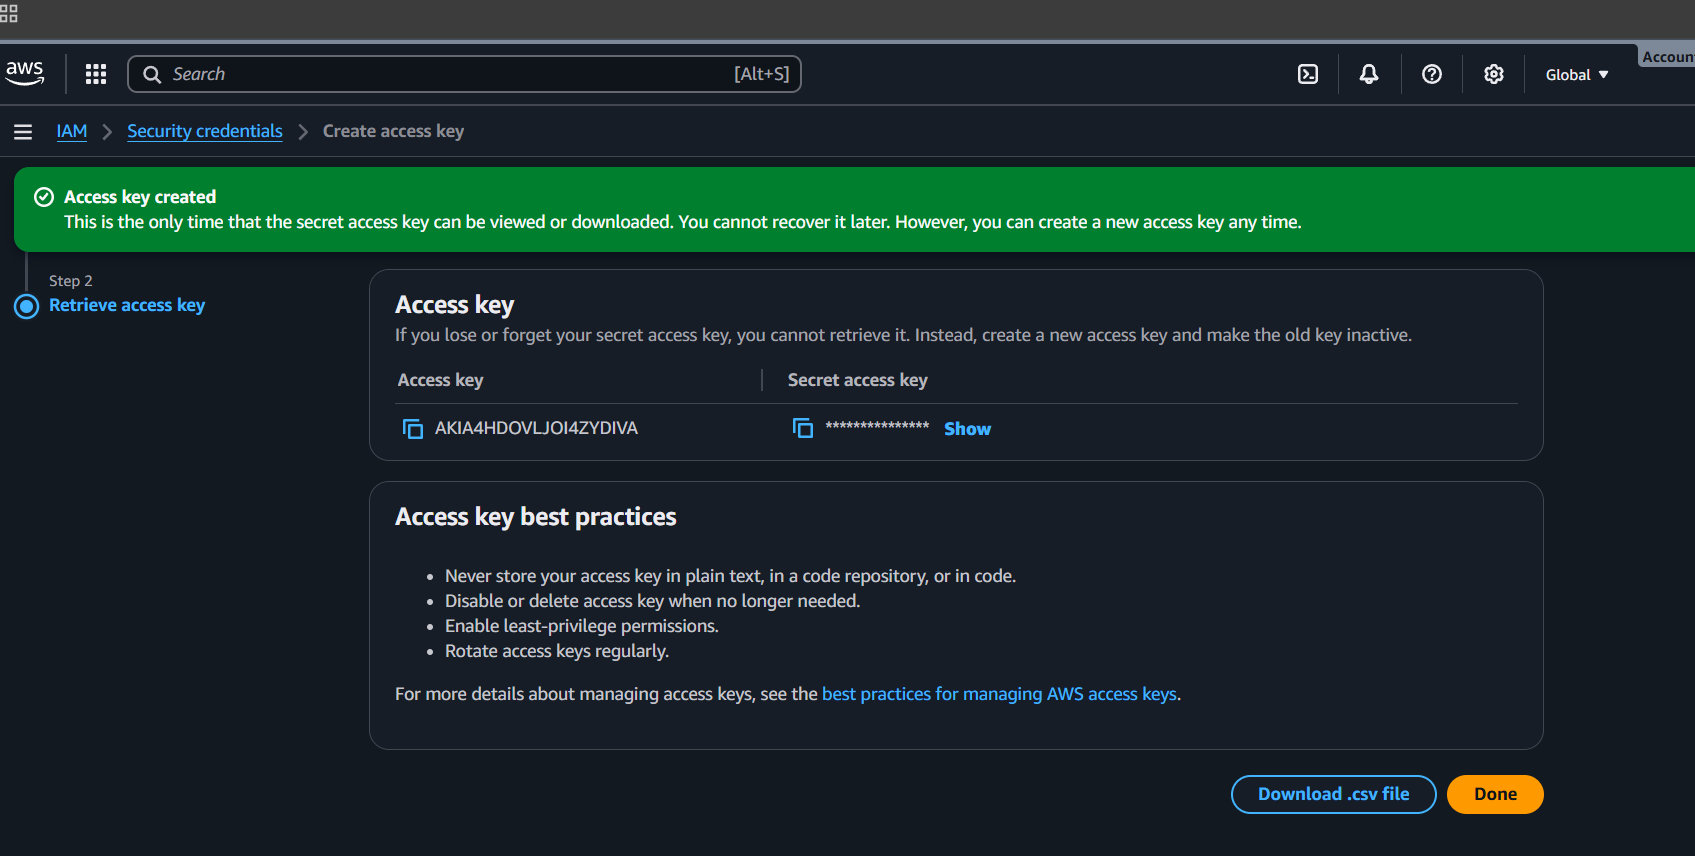 Account
aws
Search [Alt+S]
Global
IAM > Security credentials > Create access key
Access key created
This is the only time that the secret access key can be viewed or downloaded. You cannot recover it later. However, you can create a new access key any time.
Step 2
Retrieve access key
Access key
If you lose or forget your secret access key, you cannot retrieve it. Instead, create a new access key and make the old key inactive.
Access key Secret access key
AKIA4HDOVLJOI4ZYDIVA *************** Show
Access key best practices
• Never store your access key in plain text, in a code repository, or in code.
• Disable or delete access key when no longer needed.
• Enable least-privilege permissions.
• Rotate access keys regularly.
For more details about managing access keys, see the best practices for managing AWS access keys.
Download .csv file Done